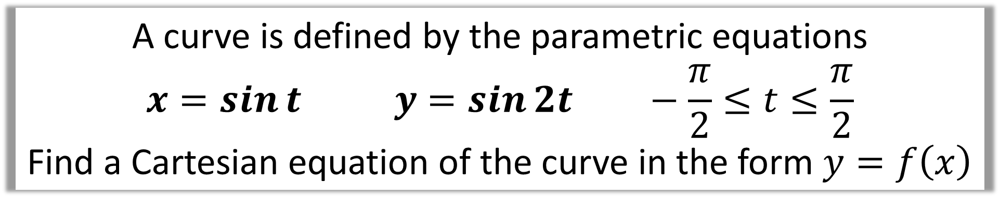 A curve is defined by the parametric equations
x = sin t    y = sin 2t    −π/2 ≤ t ≤ π/2
Find a Cartesian equation of the curve in the form y = f(x)